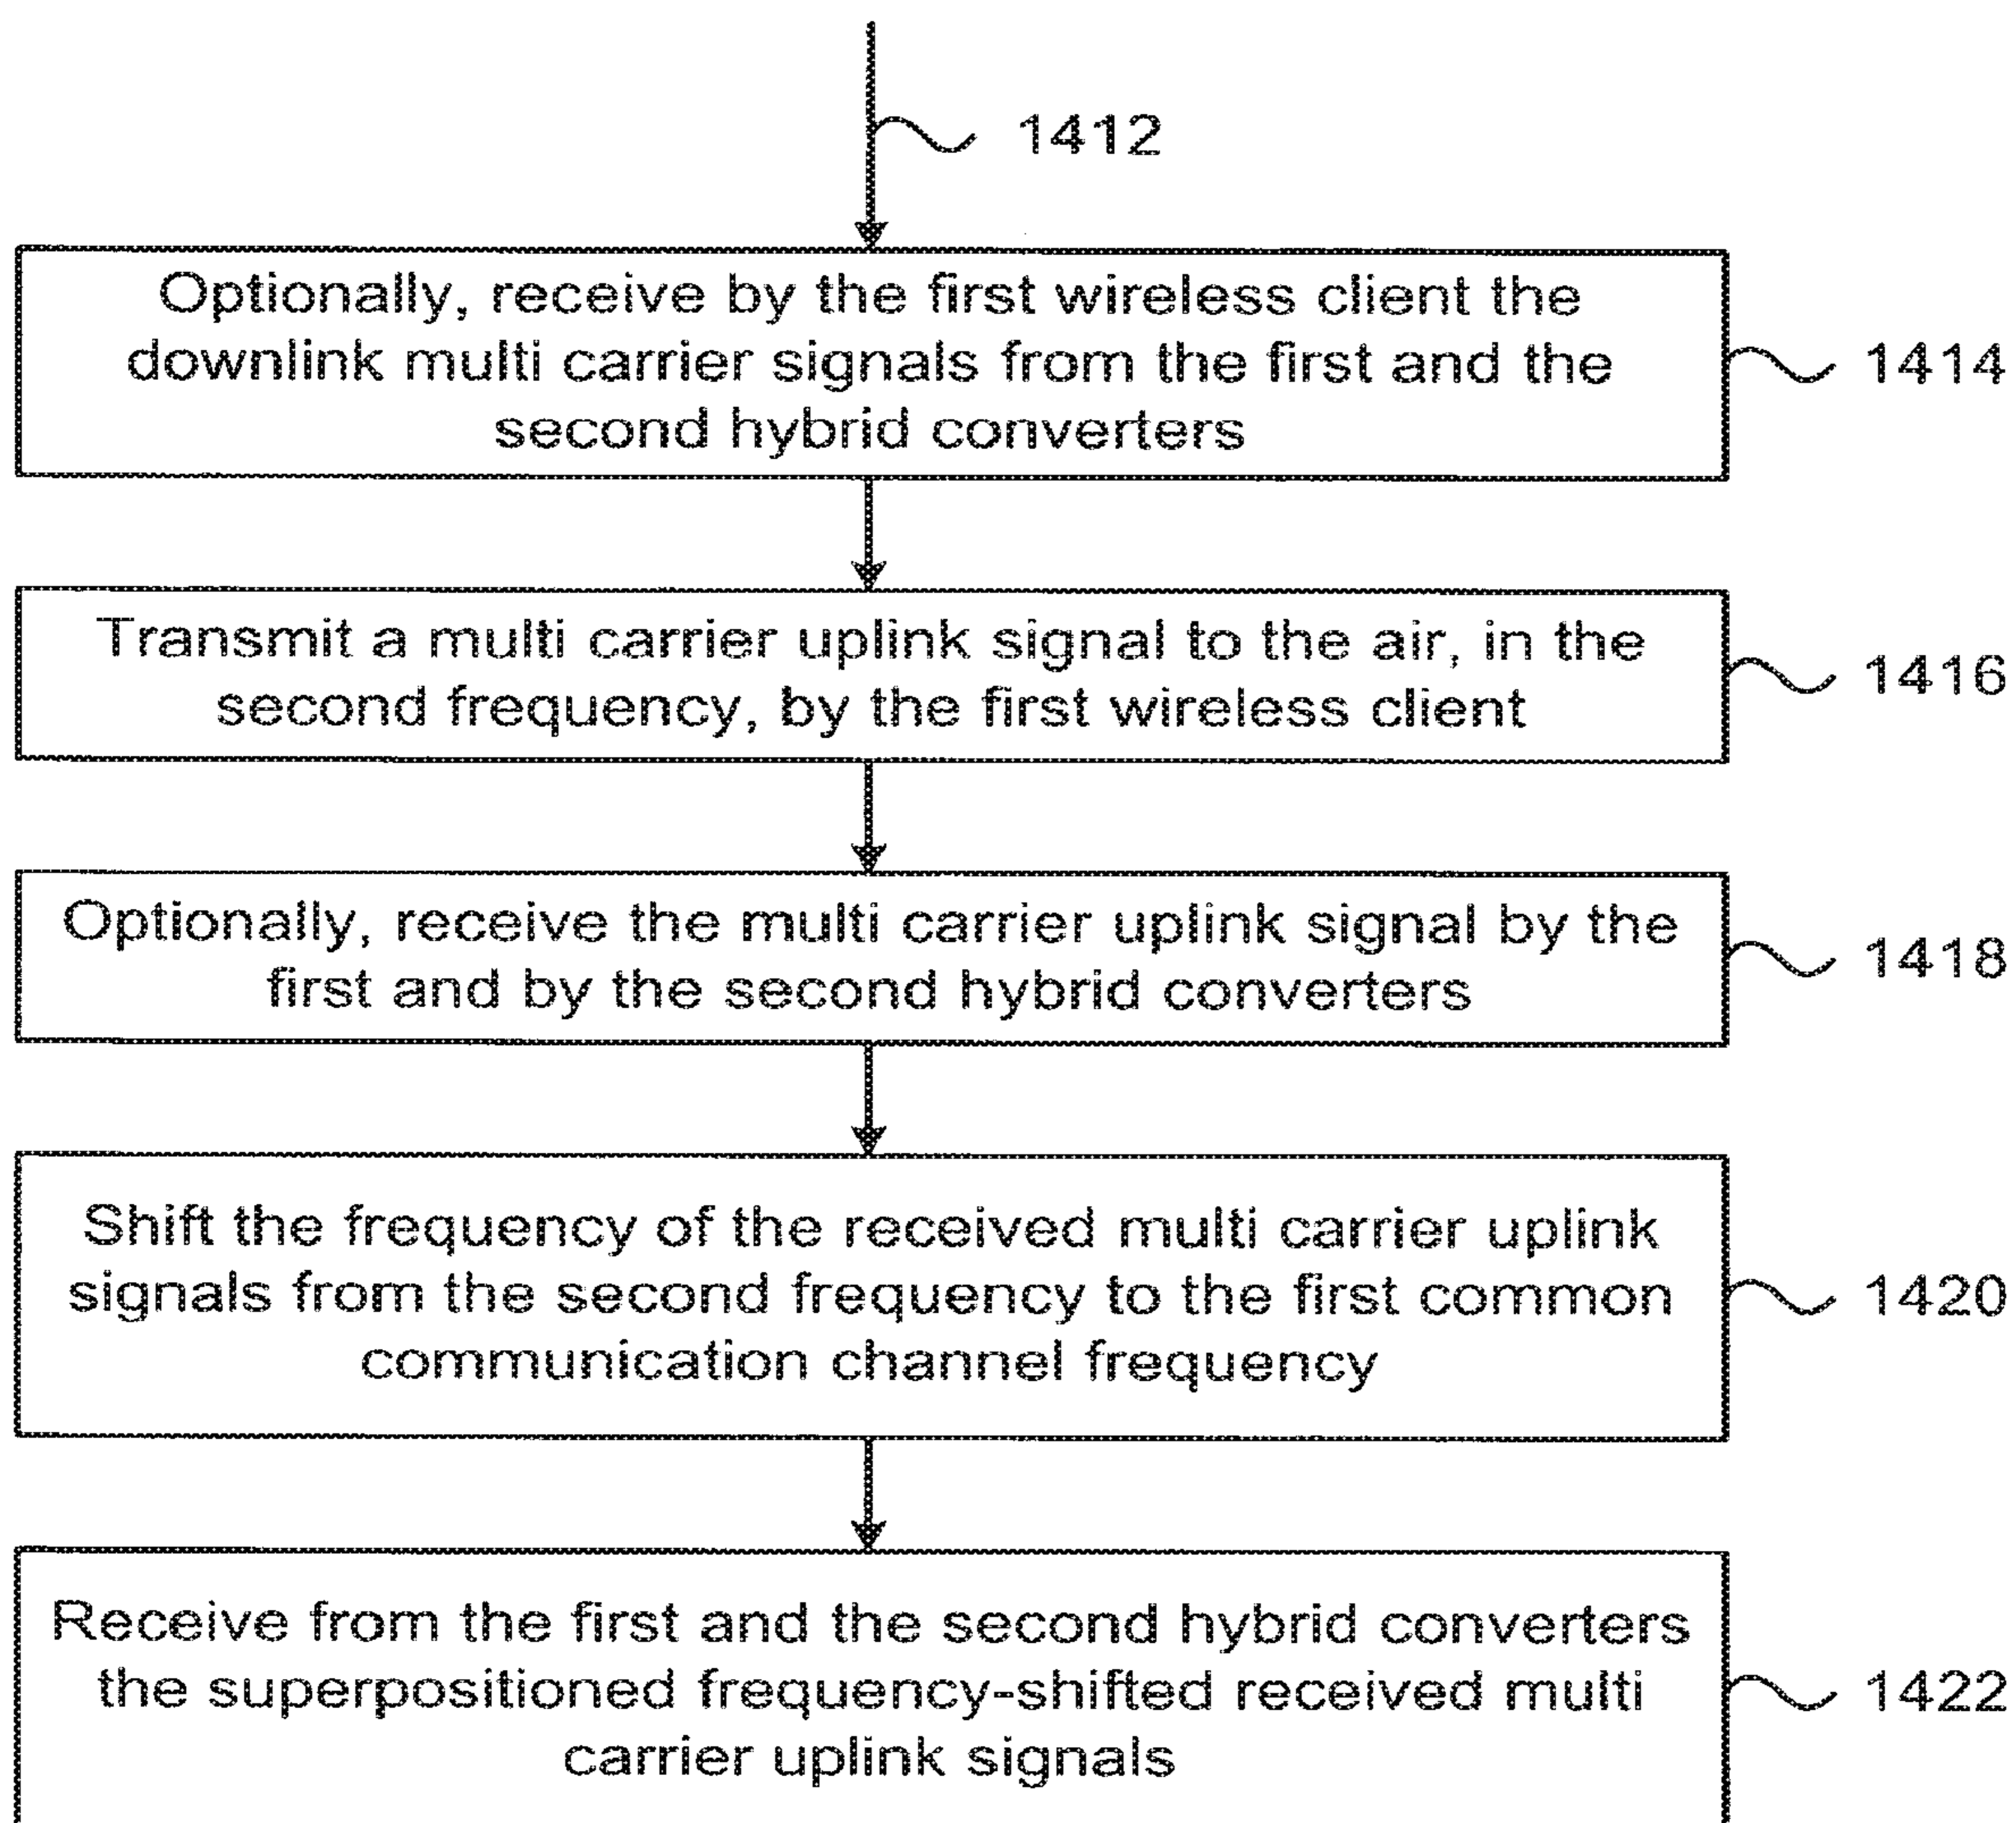 1412
Optionally, receive by the first wireless client the
downlink multi carrier signals from the first and the
second hybrid converters
1414
Transmit a multi carrier uplink signal to the air, in the
second frequency, by the first wireless client
1416
Optionally, receive the multi carrier uplink signal by the
first and by the second hybrid converters
1418
Shift the frequency of the received multi carrier uplink
signals from the second frequency to the first common
communication channel frequency
1420
Receive from the first and the second hybrid converters
the superpositioned frequency-shifted received multi
carrier uplink signals
1422